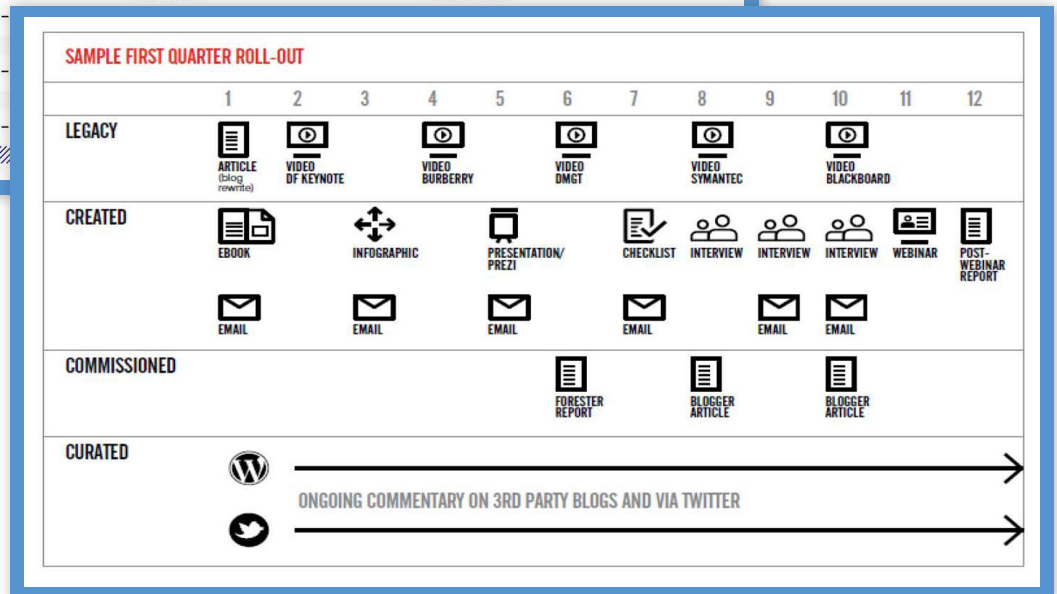 SAMPLE FIRST QUARTER ROLL-OUT
1 2 3 4 5 6 7 8 9 10 11 12
LEGACY
ARTICLE
(blog
rewrite)
VIDEO
DF KEYNOTE
VIDEO
BURBERRY
VIDEO
DMGT
VIDEO
SYMANTEC
VIDEO
BLACKBOARD
CREATED
EBOOK
INFOGRAPHIC
PRESENTATION/
PREZI
CHECKLIST
INTERVIEW
INTERVIEW
INTERVIEW
WEBINAR
POST-
WEBINAR
REPORT
EMAIL
EMAIL
EMAIL
EMAIL
EMAIL
EMAIL
COMMISSIONED
FORESTER
REPORT
BLOGGER
ARTICLE
BLOGGER
ARTICLE
CURATED
ONGOING COMMENTARY ON 3RD PARTY BLOGS AND VIA TWITTER